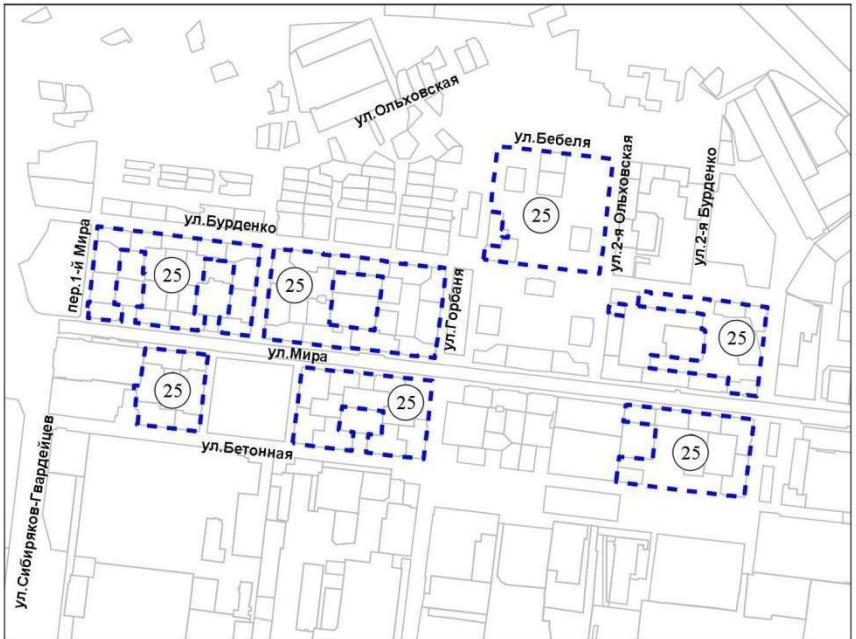 ул.Ольховская
ул.Бебеля
ул.2-я Ольховская
ул.2-я Бурденко
25
ул.Бурденко
пер.1-й Мира
25
25
ул.Горбаня
25
ул.Мира
25
25
25
ул.Бетонная
ул.Сибиряков-Гвардейцев